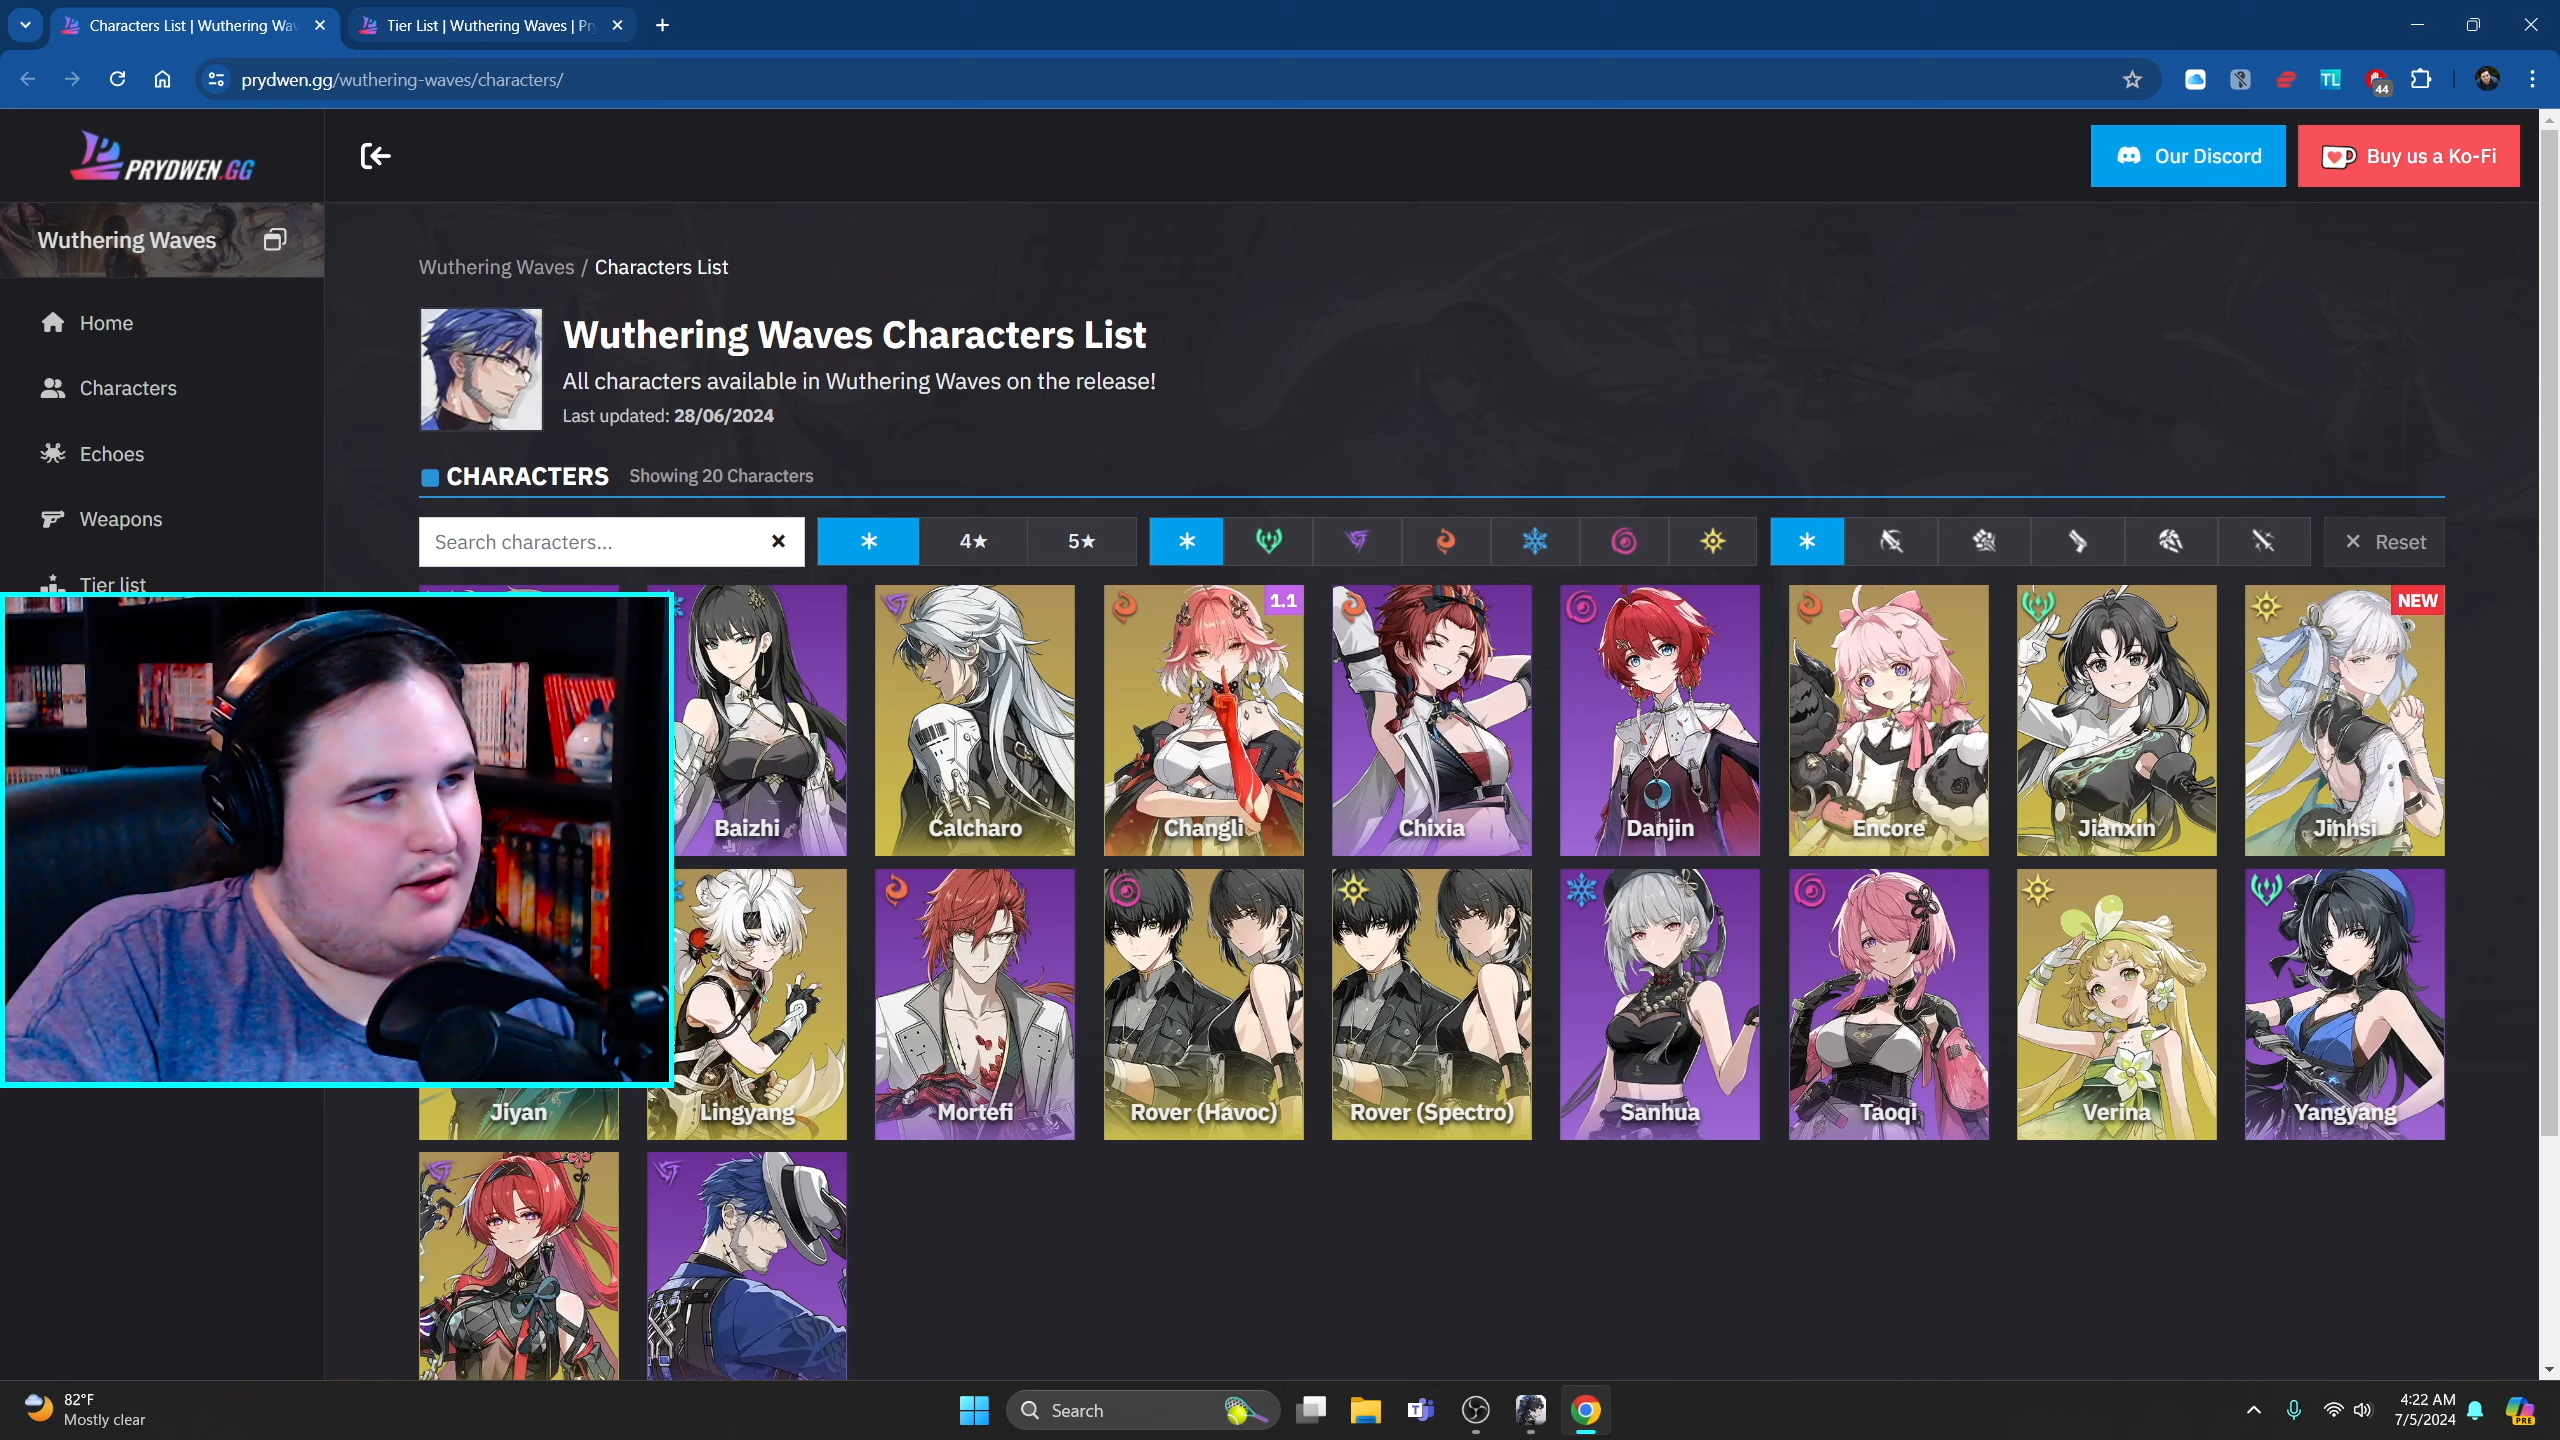 Characters List | Wuthering Wav
Tier List | Wuthering Waves | Pr
prydwen.gg/wuthering-waves/characters/
TL
44
PRYDWEN.GG
Our Discord
Buy us a Ko-Fi
Wuthering Waves
Home
Characters
Echoes
Weapons
Tier list
Wuthering Waves / Characters List
Wuthering Waves Characters List
All characters available in Wuthering Waves on the release!
Last updated: 28/06/2024
CHARACTERS
Showing 20 Characters
Search characters...
4★
5★
Reset
1.1
NEW
Baizhi
Calcharo
Changli
Chixia
Danjin
Encore
Jianxin
Jinhsi
Jiyan
Lingyang
Mortefi
Rover (Havoc)
Rover (Spectro)
Sanhua
Taoqi
Verina
Yangyang
82°F
Mostly clear
Search
4:22 AM
7/5/2024
PRE